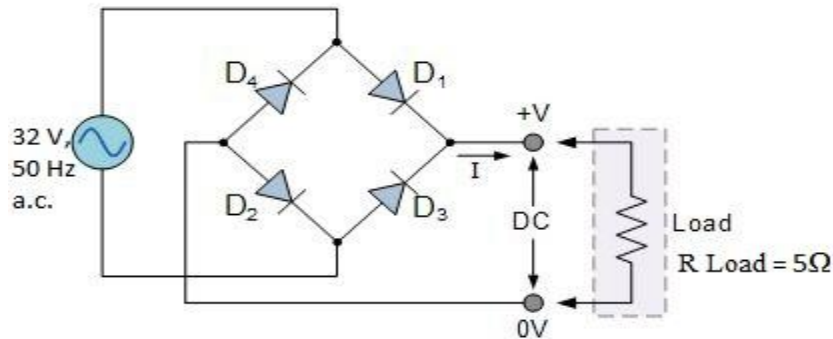 D₄
D₁
+V
32 V,
50 Hz
a.c.
I
D₂
D₃
DC
Load
R Load = 5Ω
0V